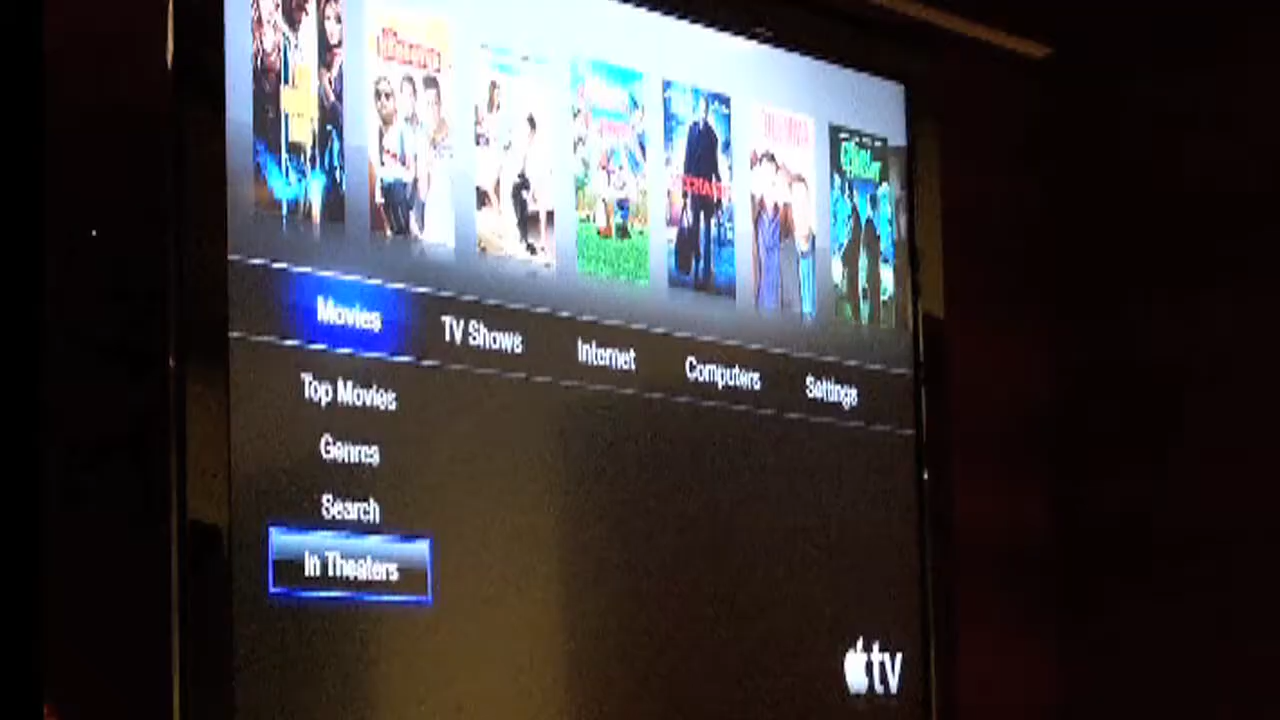 Movies
TV Shows
Internet
Computers
Settings
Top Movies
Genres
Search
In Theaters
tv